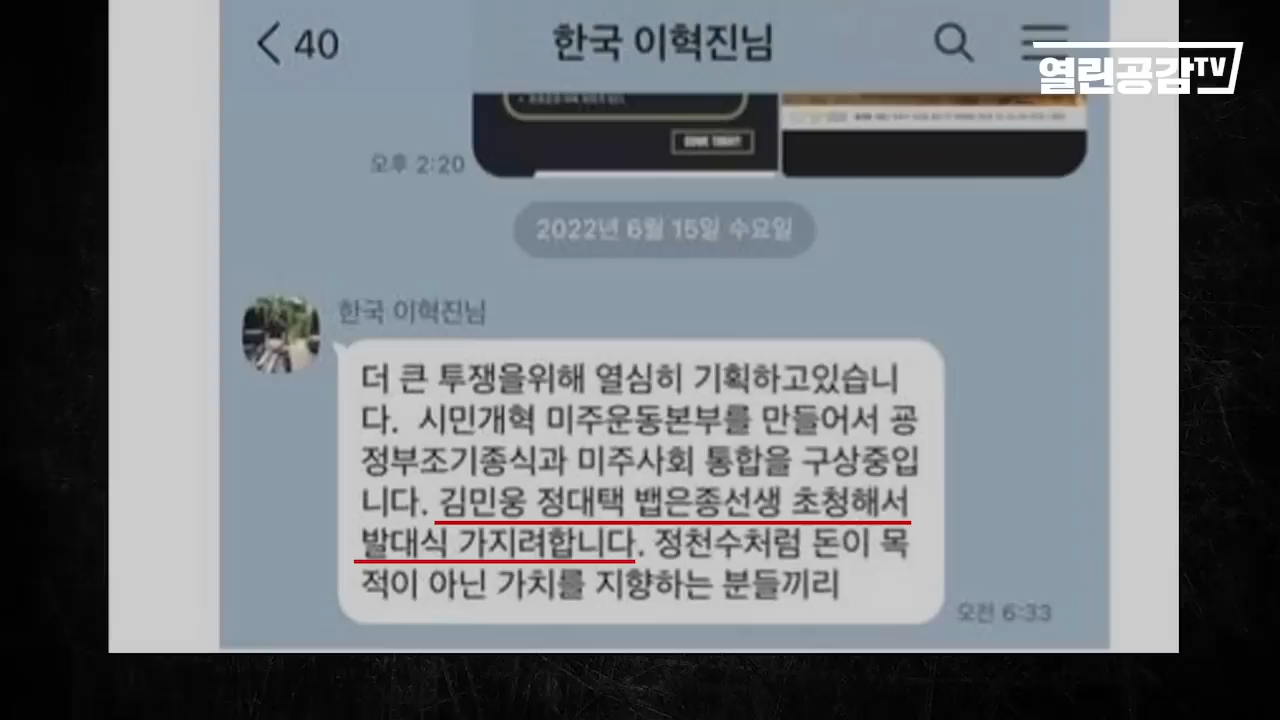 40
한국 이혁진님
열린공감TV
오후 2:20
2022년 6월 15일 수요일
한국 이혁진님
더 큰 투쟁을위해 열심히 기획하고있습니
다. 시민개혁 미주운동본부를 만들어서 굥
정부조기종식과 미주사회 통합을 구상중입
니다. 김민웅 정대택 뱁은종선생 초청해서
발대식 가지려합니다. 정천수처럼 돈이 목
적이 아닌 가치를 지향하는 분들끼리
오전 6:33